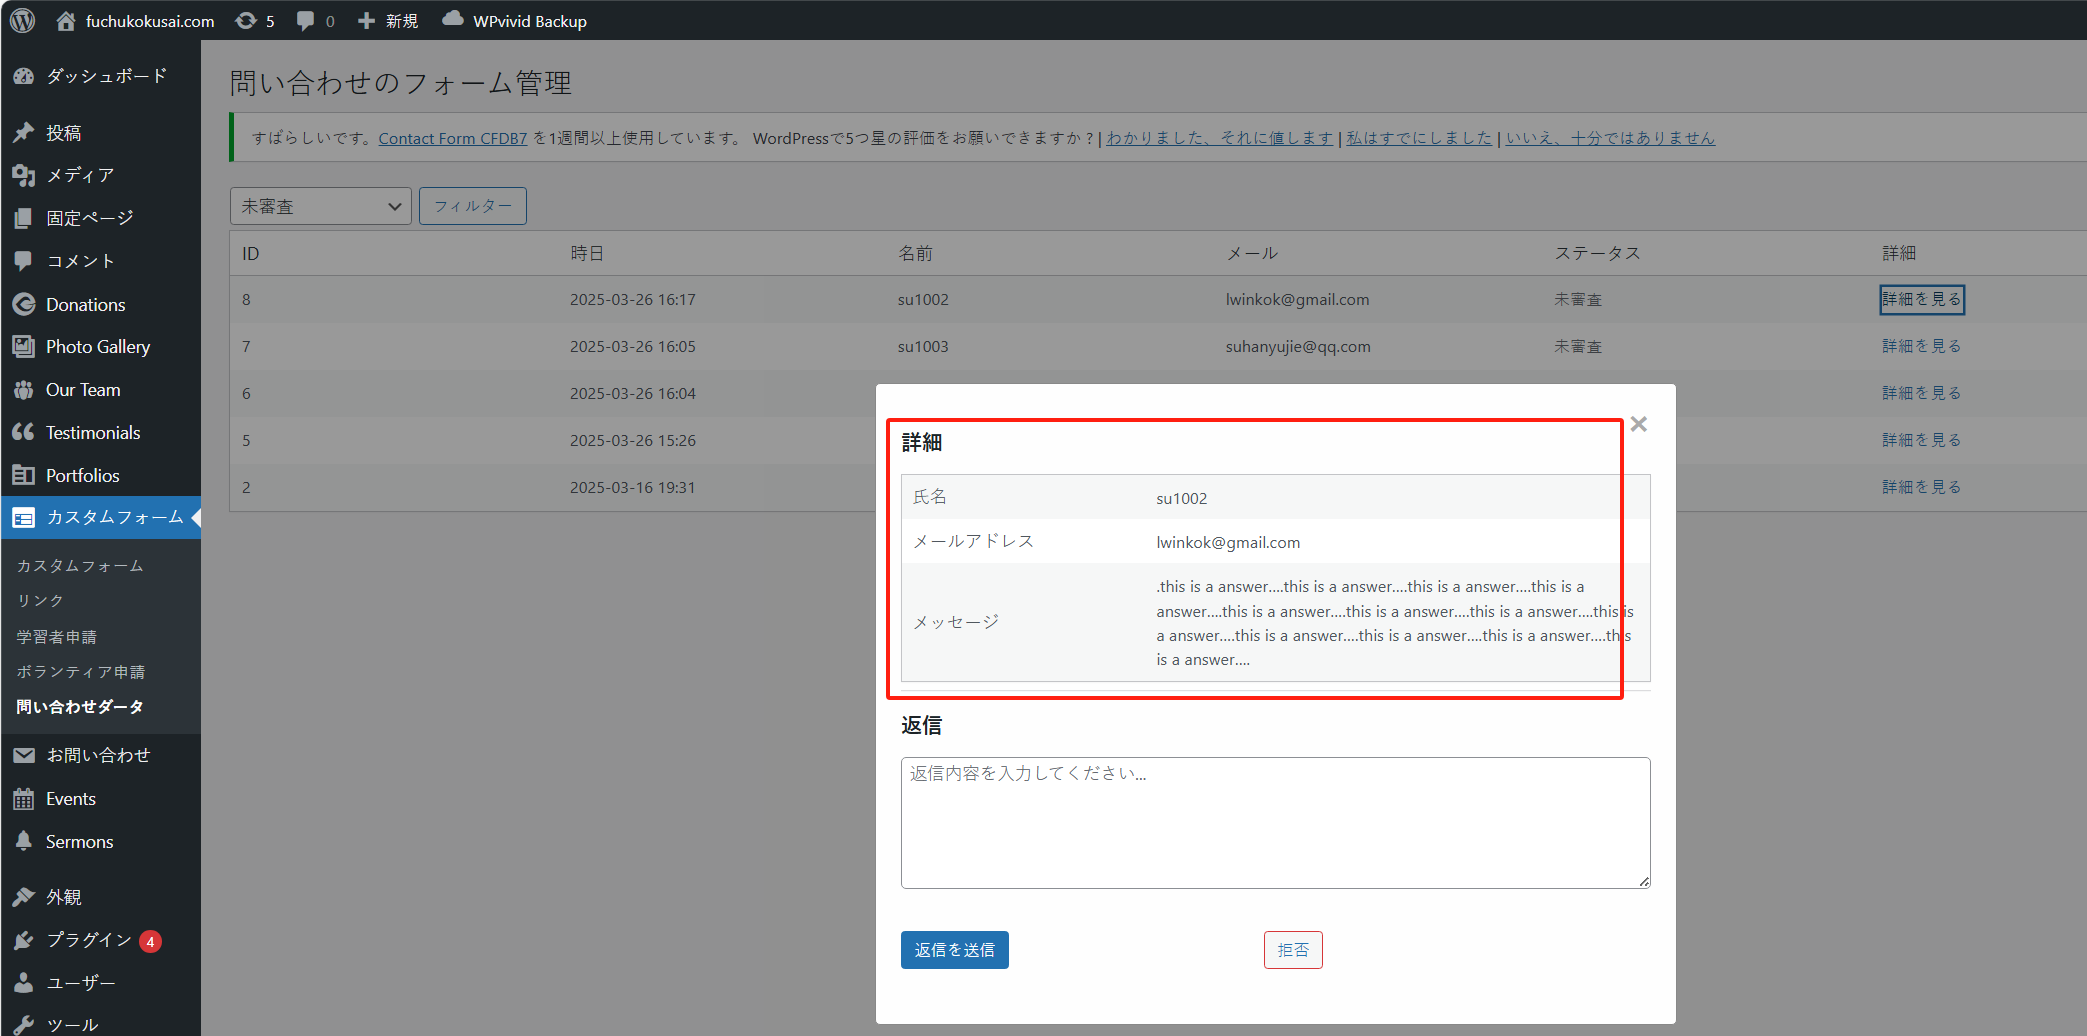 fuchukokusai.com 5 0 新規 WPvivid Backup
ダッシュボード
投稿
メディア
固定ページ
コメント
Donations
Photo Gallery
Our Team
Testimonials
Portfolios
カスタムフォーム
カスタムフォーム
リンク
学習者申請
ボランティア申請
問い合わせデータ
お問い合わせ
Events
Sermons
外観
プラグイン 4
ユーザー
ツール
問い合わせのフォーム管理
すばらしいです。Contact Form CFDB7 を1週間以上使用しています。 WordPressで5つ星の評価をお願いできますか ? | わかりました、それに値します | 私はすでにしました | いいえ、十分ではありません
未審査 フィルター
ID 時日 名前 メール ステータス 詳細
8 2025-03-26 16:17 su1002 lwinkok@gmail.com 未審査 詳細を見る
7 2025-03-26 16:05 su1003 suhanyujie@qq.com 未審査 詳細を見る
6 2025-03-26 16:04 詳細を見る
5 2025-03-26 15:26 詳細を見る
2 2025-03-16 19:31 詳細を見る
×
詳細
氏名 su1002
メールアドレス lwinkok@gmail.com
メッセージ
.this is a answer....this is a answer....this is a answer....this is a
answer....this is a answer....this is a answer....this is a answer....this is
a answer....this is a answer....this is a answer....this is a answer....this
is a answer....
返信
返信内容を入力してください...
返信を送信 拒否